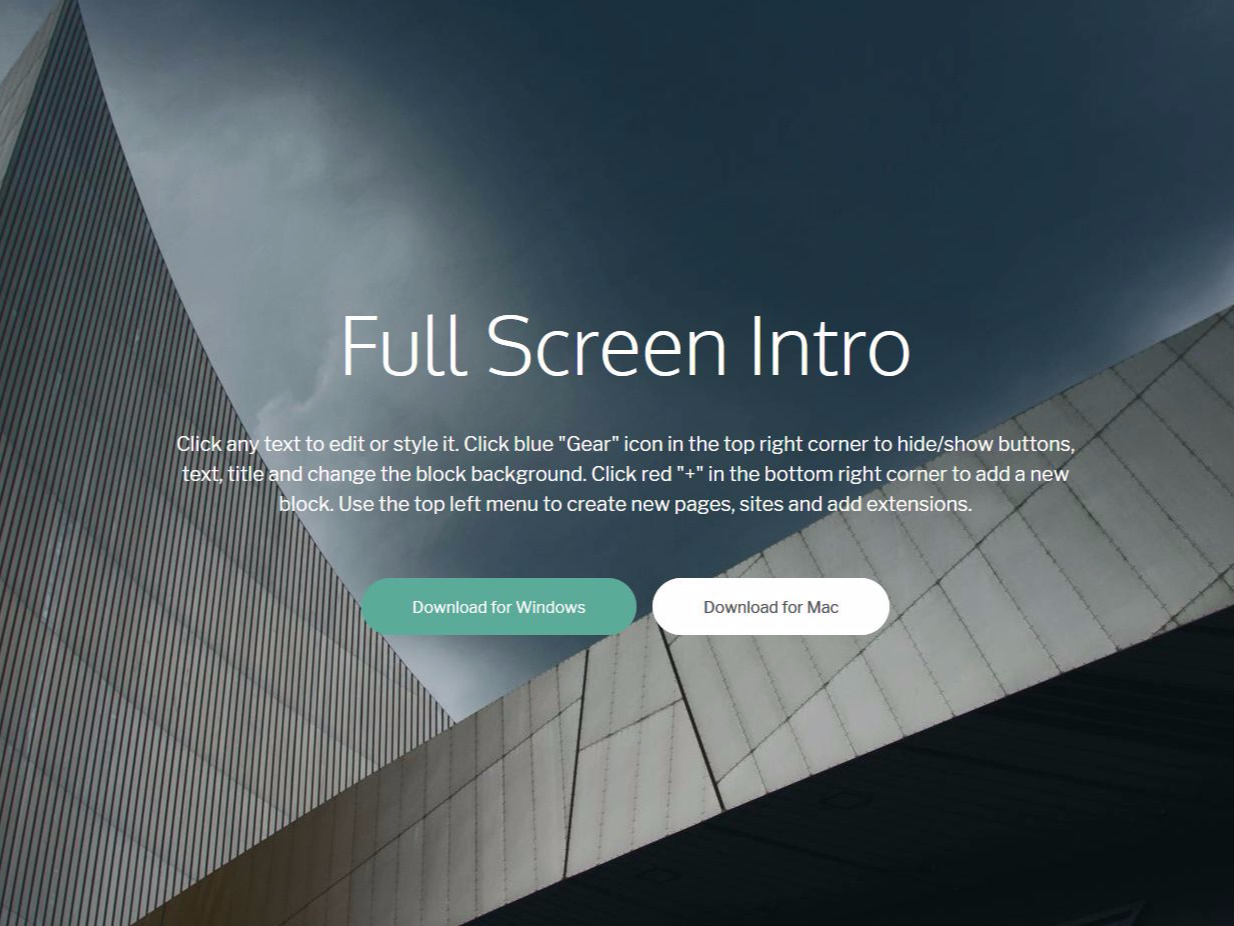 Full Screen Intro
Click any text to edit or style it. Click blue "Gear" icon in the top right corner to hide/show buttons,
text, title and change the block background. Click red "+" in the bottom right corner to add a new
block. Use the top left menu to create new pages, sites and add extensions.
Download for Windows
Download for Mac